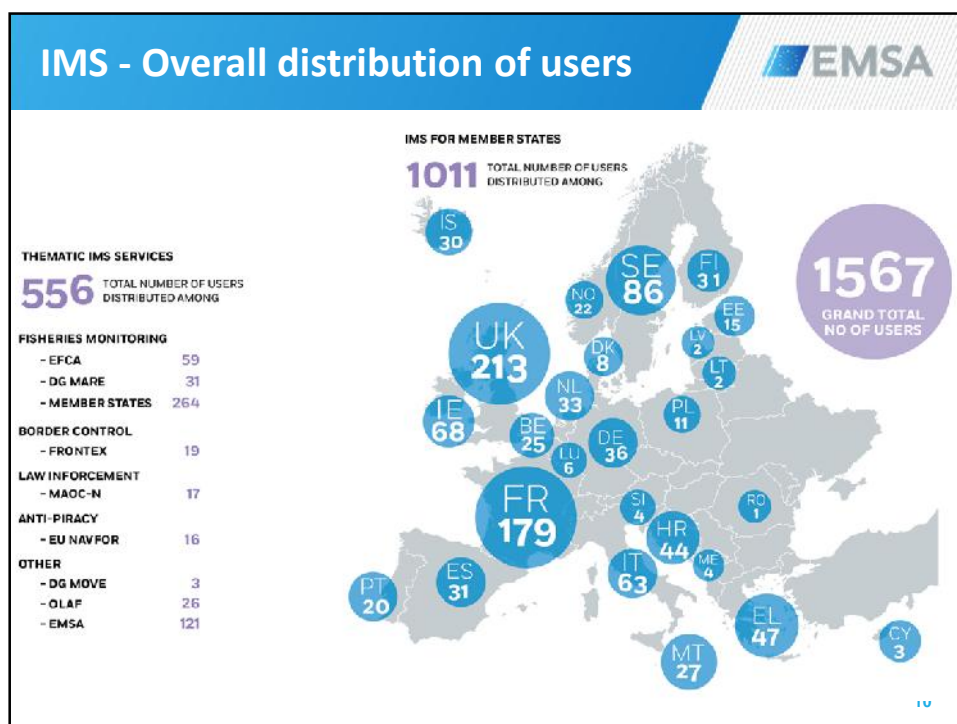 IMS - Overall distribution of users
EMSA
IMS FOR MEMBER STATES
1011 TOTAL NUMBER OF USERS
DISTRIBUTED AMONG
THEMATIC IMS SERVICES
556 TOTAL NUMBER OF USERS
DISTRIBUTED AMONG
FISHERIES MONITORING
- EFCA 59
- DG MARE 31
- MEMBER STATES 264
BORDER CONTROL
- FRONTEX 19
LAW INFORCEMENT
- MAOC-N 17
ANTI-PIRACY
- EU NAVFOR 16
OTHER
- DG MOVE 3
- OLAF 26
- EMSA 121
1567
GRAND TOTAL
NO OF USERS
IS
30
SE
86
FI
31
NO
22
EE
15
UK
213
DK
8
LV
2
LT
2
NL
33
PL
11
IE
68
BE
25
DE
36
LU
6
FR
179
SI
4
RO
1
HR
44
ME
4
IT
63
ES
31
PT
20
EL
47
CY
3
MT
27
10